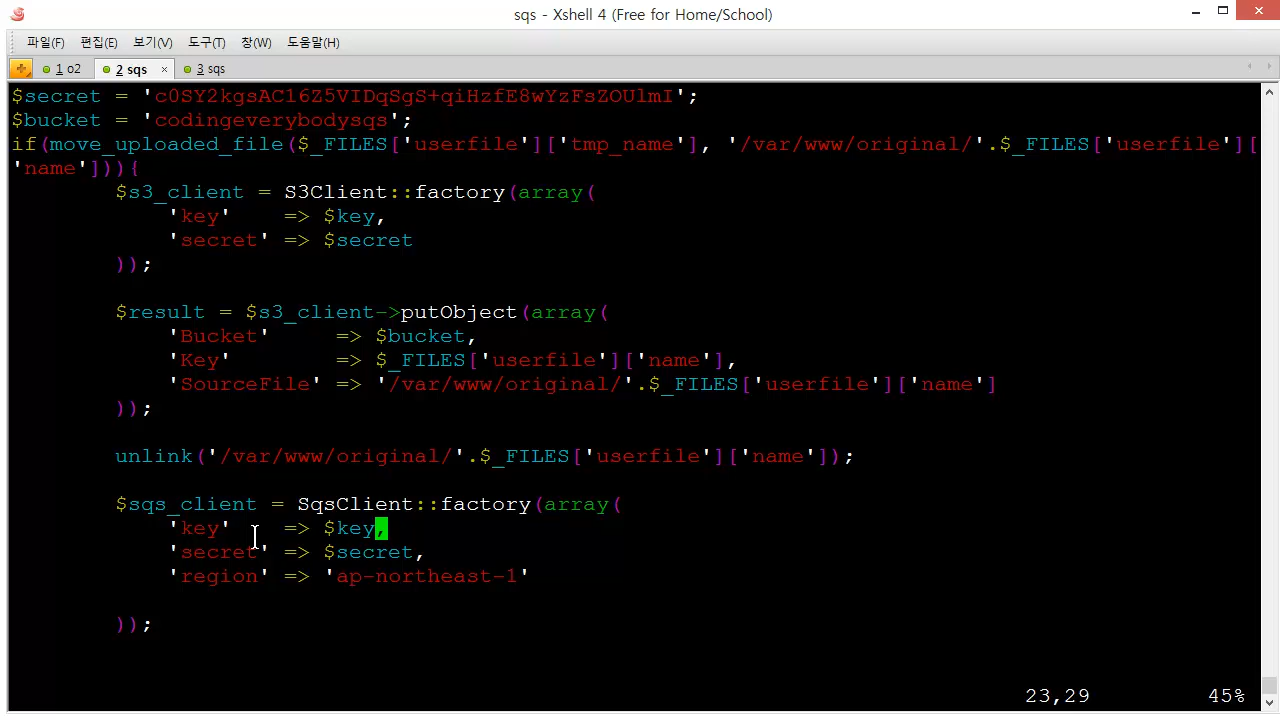 sqs - Xshell 4 (Free for Home/School)
파일(F) 편집(E) 보기(V) 도구(T) 창(W) 도움말(H)
1 o2 2 sqs × 3 sqs
$secret = 'c0SY2kgsAC16Z5VIDqSgS+qiHzfE8wYzFsZOUlmI';
$bucket = 'codingeverybodysqs';
if(move_uploaded_file($_FILES['userfile']['tmp_name'], '/var/www/original/'.$_FILES['userfile'][
'name'])){
$s3_client = S3Client::factory(array(
'key' => $key,
'secret' => $secret
));
$result = $s3_client->putObject(array(
'Bucket' => $bucket,
'Key' => $_FILES['userfile']['name'],
'SourceFile' => '/var/www/original/'.$_FILES['userfile']['name']
));
unlink('/var/www/original/'.$_FILES['userfile']['name']);
$sqs_client = SqsClient::factory(array(
'key' => $key,
'secret' => $secret,
'region' => 'ap-northeast-1'
));
23,29 45%